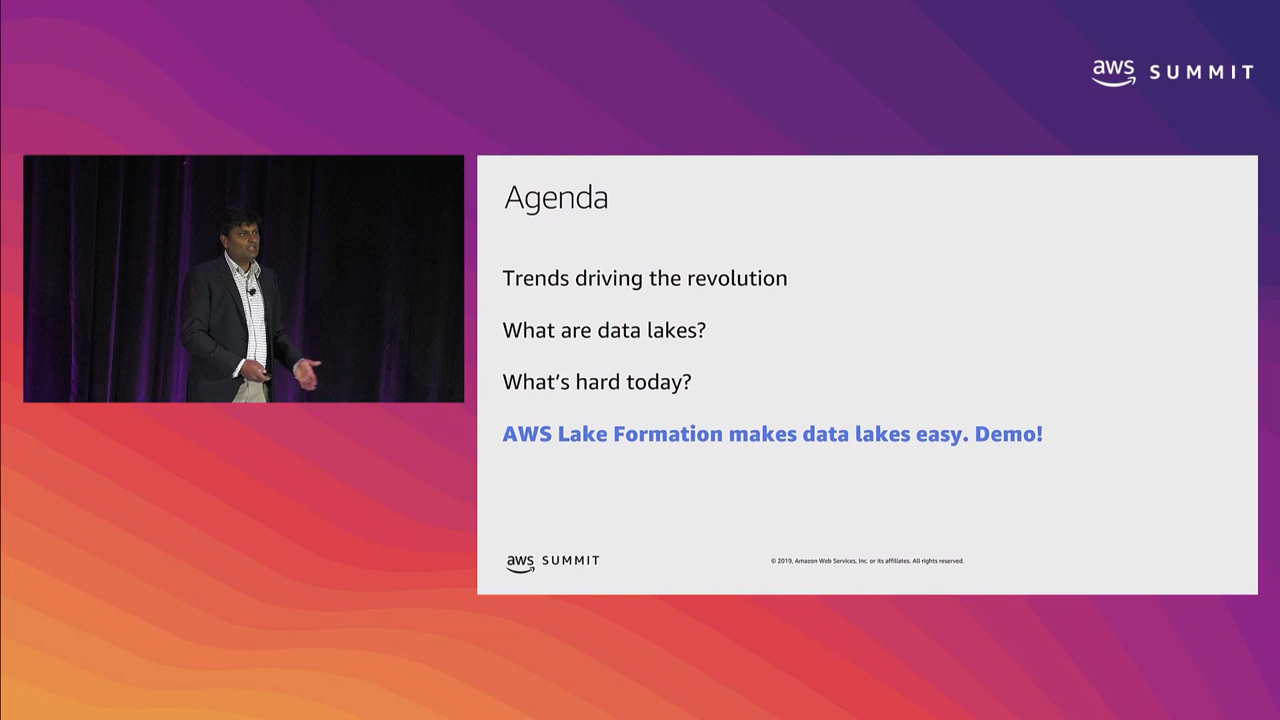 aws SUMMIT
Agenda
Trends driving the revolution
What are data lakes?
What's hard today?
AWS Lake Formation makes data lakes easy. Demo!
aws SUMMIT
© 2019, Amazon Web Services, Inc. or its affiliates. All rights reserved.